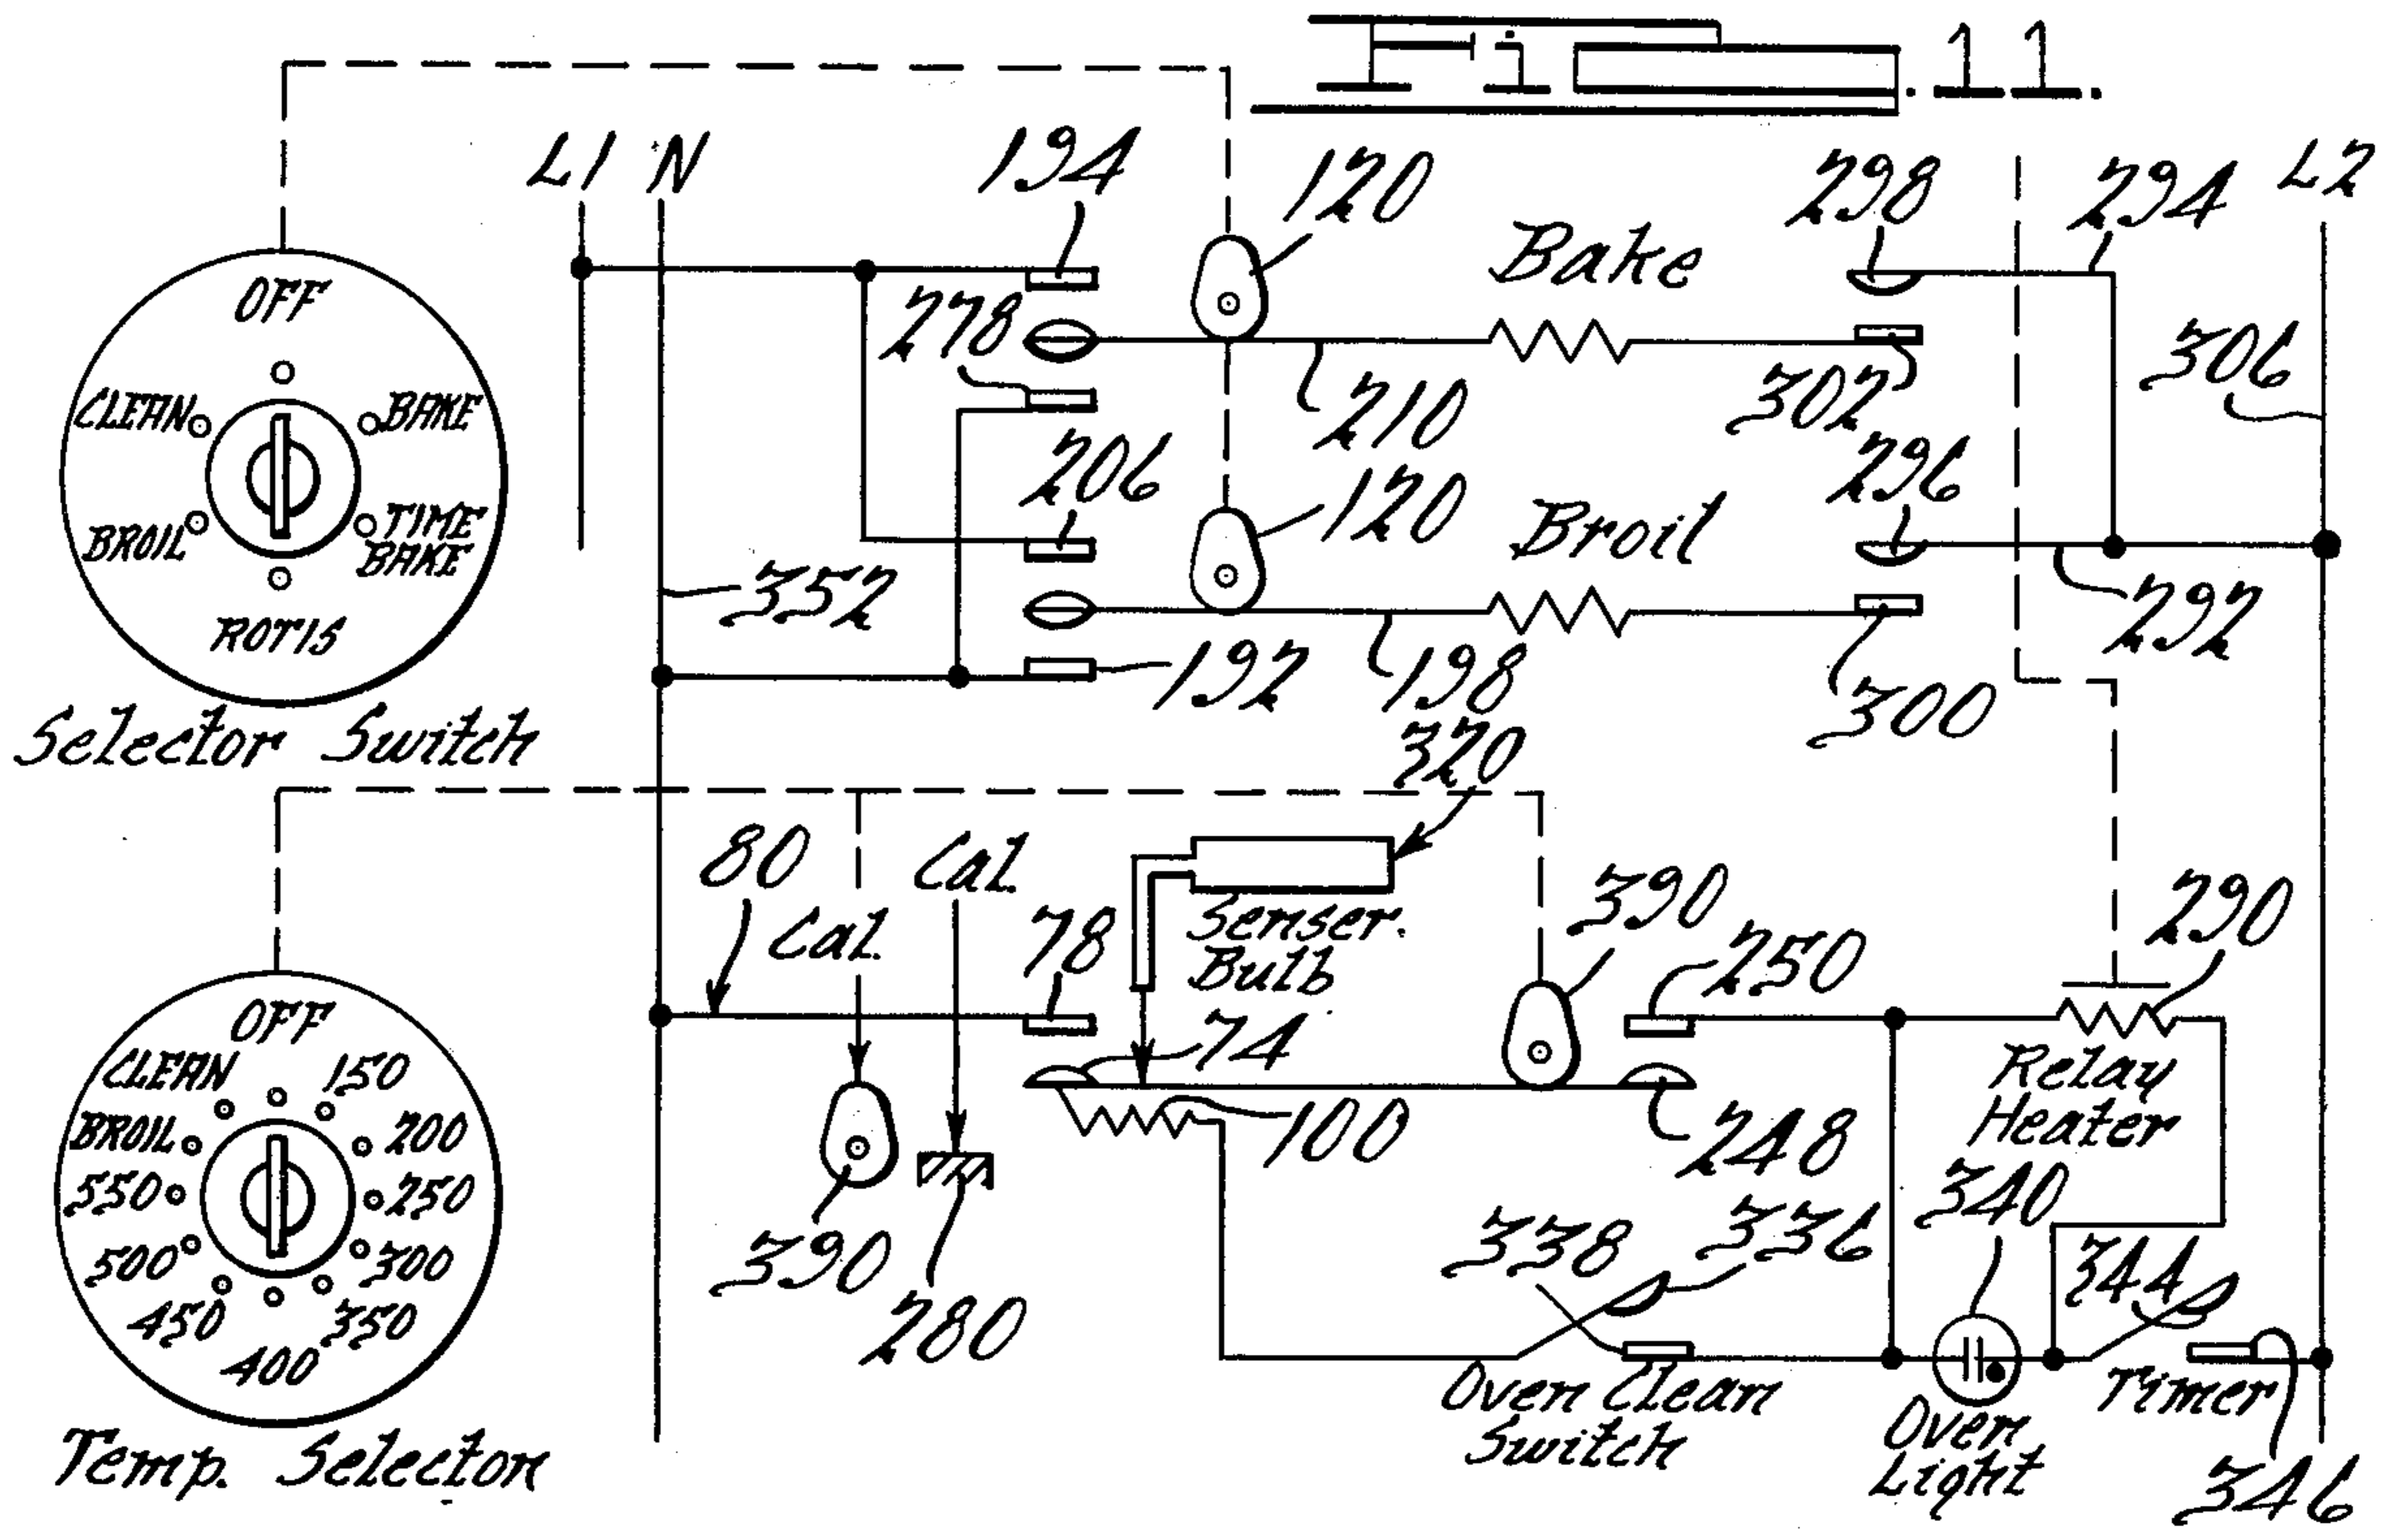 Fig. 11.
L1 N
194
120
298
294
L2
Bake
278
302
306
210
206
120
296
Broil
352
192
198
292
300
OFF
CLEAN
BAKE
BROIL
TIME
BAKE
ROTIS
Selector Switch
320
80
Cal.
Cal.
78
Senser
Bulb
390
250
290
74
100
248
Relay
Heater
390
280
338
336
340
344
Oven Clean
Switch
Oven
Light
Timer
346
OFF
CLEAN
150
BROIL
200
550
250
500
300
450
350
400
Temp. Selector